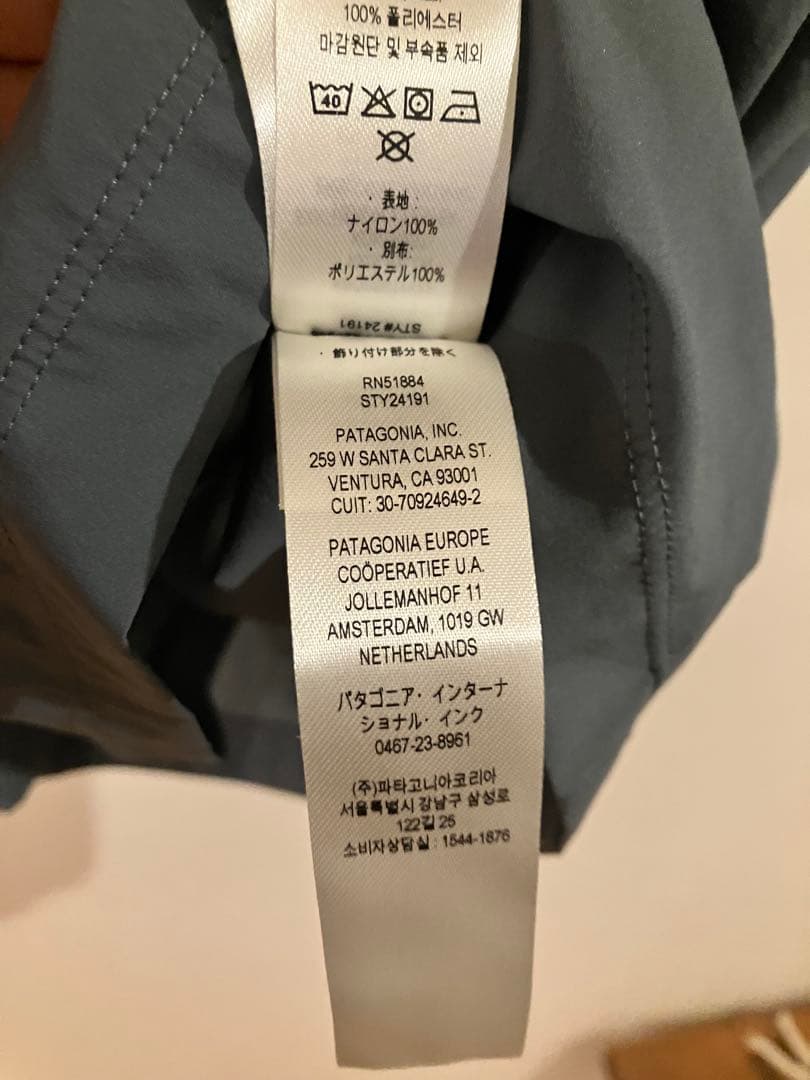 100% 폴리에스터
마감원단 및 부속품 제외
40
· 表地 :
ナイロン100%
· 別布:
ポリエステル100%
STY# 24191
· 飾り付け部分を除く
RN51884
STY24191
PATAGONIA, INC.
259 W SANTA CLARA ST.
VENTURA, CA 93001
CUIT: 30-70924649-2
PATAGONIA EUROPE
COÖPERATIEF U.A.
JOLLEMANHOF 11
AMSTERDAM, 1019 GW
NETHERLANDS
パタゴニア・インターナ
ショナル・インク
0467-23-8961
(주)파타고니아코리아
서울특별시 강남구 삼성로
122길 25
소비자상담실 : 1544-1876